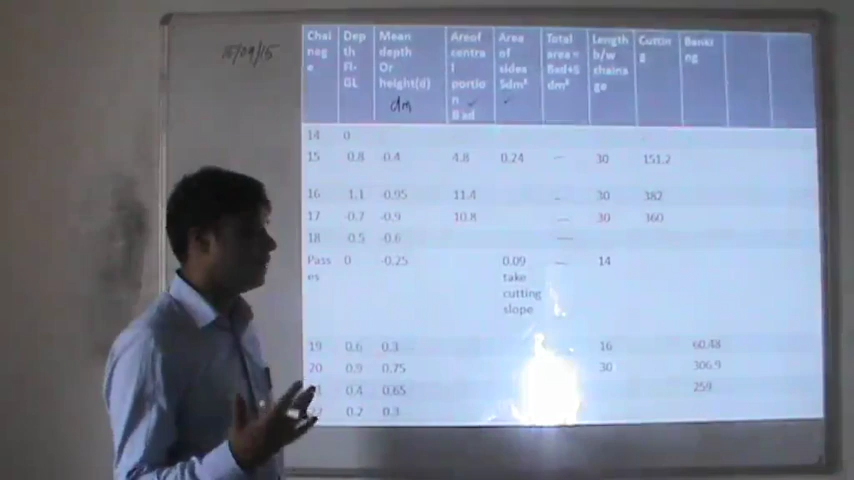 15/09/15
Chai Dep Mean Area of Area Total Length Cuttin Banki
nag th depth centra of area = b/w g ng
e FL- Or l sides Bad+S chaina
GL height(d) portio Sdm² dm² ge
dm n
Bad
14 0
15 0.8 0.4 4.8 0.24 — 30 151.2
16 1.1 -0.95 11.4 – 30 382
17 -0.7 -0.9 10.8 — 30 360
18 -0.5 -0.6 —
Pass 0 -0.25 0.09 — 14
es take
cutting
slope
19 0.6 0.3 16 60.48
20 0.9 0.75 30 306.9
0.4 0.65 259
22 0.2 0.3